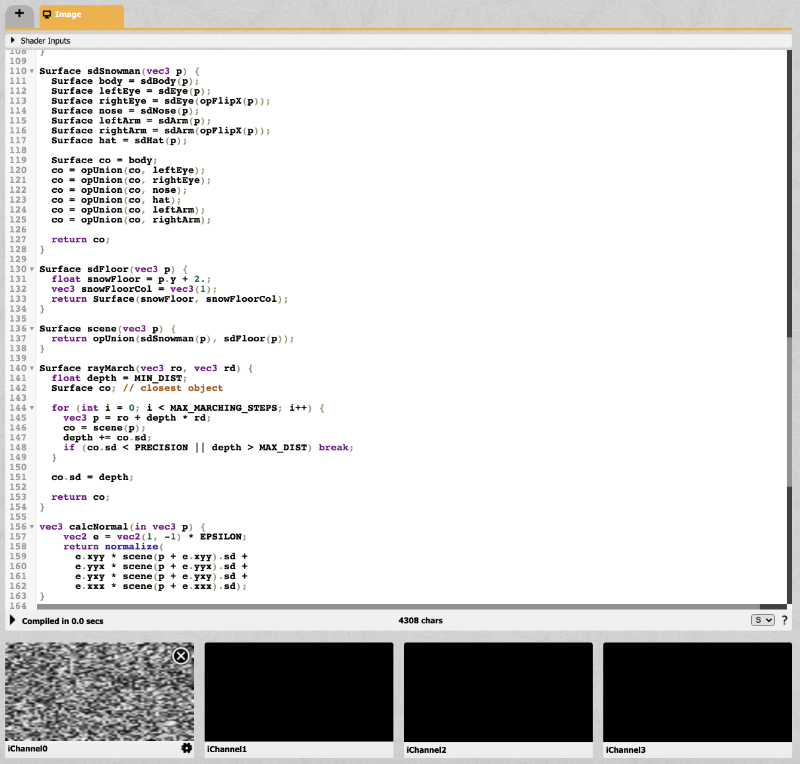 +
Image
Shader Inputs
108 }
109
110 Surface sdSnowman(vec3 p) {
111 Surface body = sdBody(p);
112 Surface leftEye = sdEye(p);
113 Surface rightEye = sdEye(opFlipX(p));
114 Surface nose = sdNose(p);
115 Surface leftArm = sdArm(p);
116 Surface rightArm = sdArm(opFlipX(p));
117 Surface hat = sdHat(p);
118
119 Surface co = body;
120 co = opUnion(co, leftEye);
121 co = opUnion(co, rightEye);
122 co = opUnion(co, nose);
123 co = opUnion(co, hat);
124 co = opUnion(co, leftArm);
125 co = opUnion(co, rightArm);
126
127 return co;
128 }
129
130 Surface sdFloor(vec3 p) {
131 float snowFloor = p.y + 2.;
132 vec3 snowFloorCol = vec3(1);
133 return Surface(snowFloor, snowFloorCol);
134 }
135
136 Surface scene(vec3 p) {
137 return opUnion(sdSnowman(p), sdFloor(p));
138 }
139
140 Surface rayMarch(vec3 ro, vec3 rd) {
141 float depth = MIN_DIST;
142 Surface co; // closest object
143
144 for (int i = 0; i < MAX_MARCHING_STEPS; i++) {
145 vec3 p = ro + depth * rd;
146 co = scene(p);
147 depth += co.sd;
148 if (co.sd < PRECISION || depth > MAX_DIST) break;
149 }
150
151 co.sd = depth;
152
153 return co;
154 }
155
156 vec3 calcNormal(in vec3 p) {
157 vec2 e = vec2(1, -1) * EPSILON;
158 return normalize(
159 e.xyy * scene(p + e.xyy).sd +
160 e.yyx * scene(p + e.yyx).sd +
161 e.yxy * scene(p + e.yxy).sd +
162 e.xxx * scene(p + e.xxx).sd);
163 }
164
Compiled in 0.0 secs
4308 chars
S
?
iChannel0
iChannel1
iChannel2
iChannel3